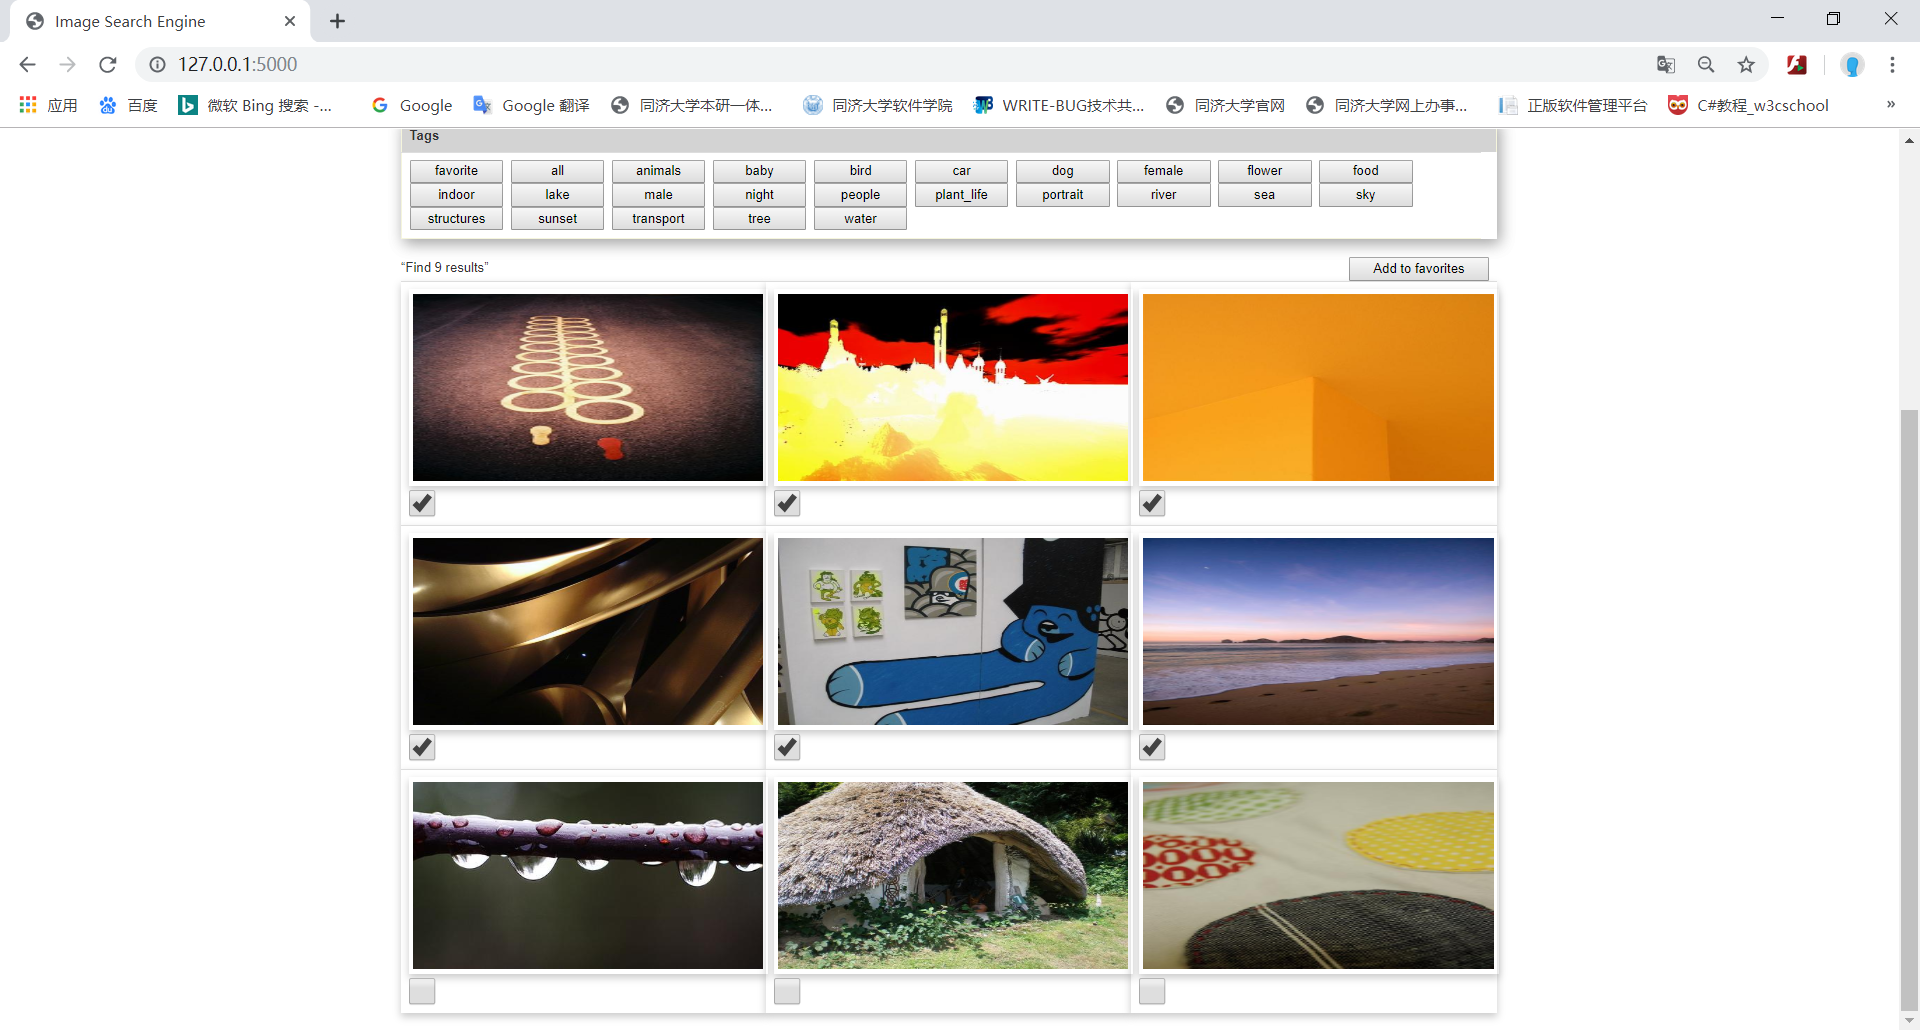 Image Search Engine
127.0.0.1:5000
应用 百度 微软 Bing 搜索 -... Google Google 翻译 同济大学本研一体... 同济大学软件学院 WRITE-BUG技术共... 同济大学官网 同济大学网上办事... 正版软件管理平台 C#教程_w3cschool »
Tags
favorite all animals baby bird car dog female flower food
indoor lake male night people plant_life portrait river sea sky
structures sunset transport tree water
“Find 9 results” Add to favorites